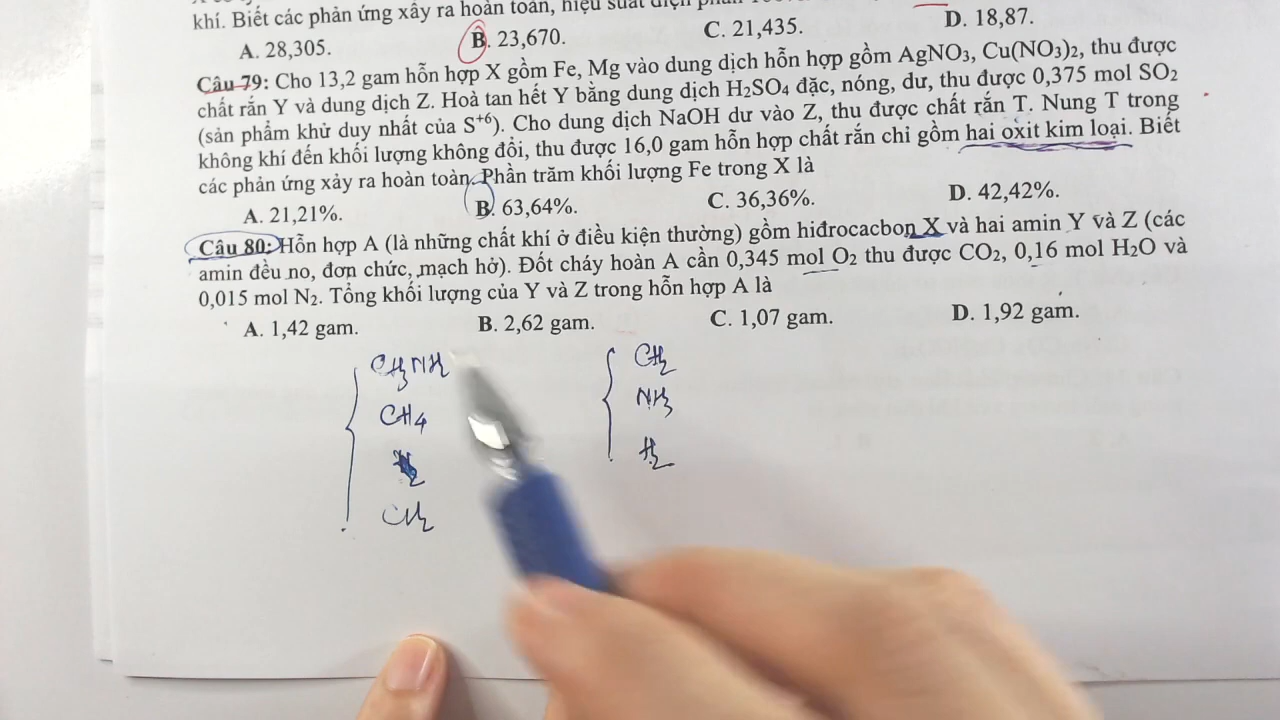 khí. Biết các phản ứng xẩy ra hoàn toàn, hiệu suất điện phân
A. 28,305. B. 23,670. C. 21,435. D. 18,87.
Câu 79: Cho 13,2 gam hỗn hợp X gồm Fe, Mg vào dung dịch hỗn hợp gồm AgNO3, Cu(NO3)2, thu được
chất rắn Y và dung dịch Z. Hoà tan hết Y bằng dung dịch H2SO4 đặc, nóng, dư, thu được 0,375 mol SO2
(sản phẩm khử duy nhất của S+6). Cho dung dịch NaOH dư vào Z, thu được chất rắn T. Nung T trong
không khí đến khối lượng không đổi, thu được 16,0 gam hỗn hợp chất rắn chỉ gồm hai oxit kim loại. Biết
các phản ứng xảy ra hoàn toàn. Phần trăm khối lượng Fe trong X là
A. 21,21%. B. 63,64%. C. 36,36%. D. 42,42%.
Câu 80: Hỗn hợp A (là những chất khí ở điều kiện thường) gồm hiđrocacbon X và hai amin Y và Z (các
amin đều no, đơn chức, mạch hở). Đốt cháy hoàn A cần 0,345 mol O2 thu được CO2, 0,16 mol H2O và
0,015 mol N2. Tổng khối lượng của Y và Z trong hỗn hợp A là
A. 1,42 gam. B. 2,62 gam. C. 1,07 gam. D. 1,92 gam.
CH3NH2 CH2
CH4 NH3
H2
CH2